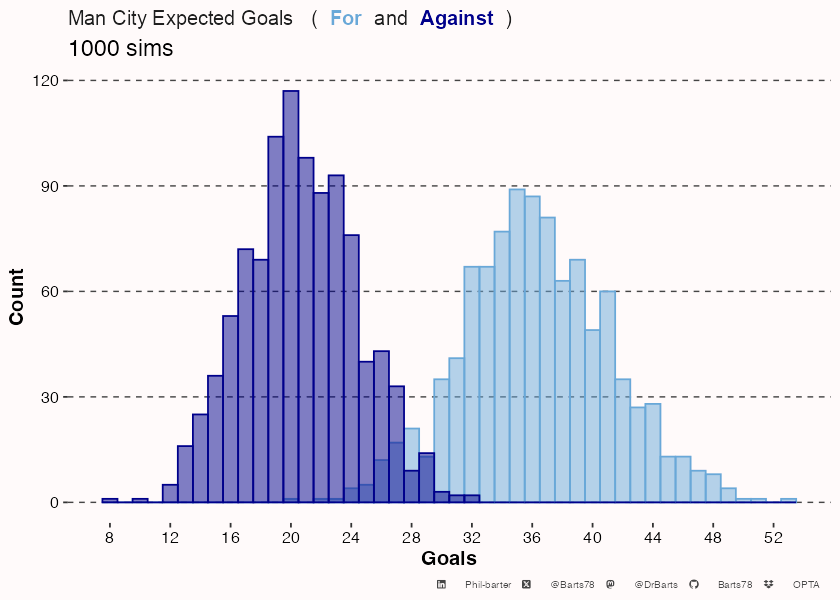 Man City Expected Goals ( For and Against )
1000 sims
120
90
60
30
0
Count
8 12 16 20 24 28 32 36 40 44 48 52
Goals
Phil-barter @Barts78 @DrBarts Barts78 OPTA